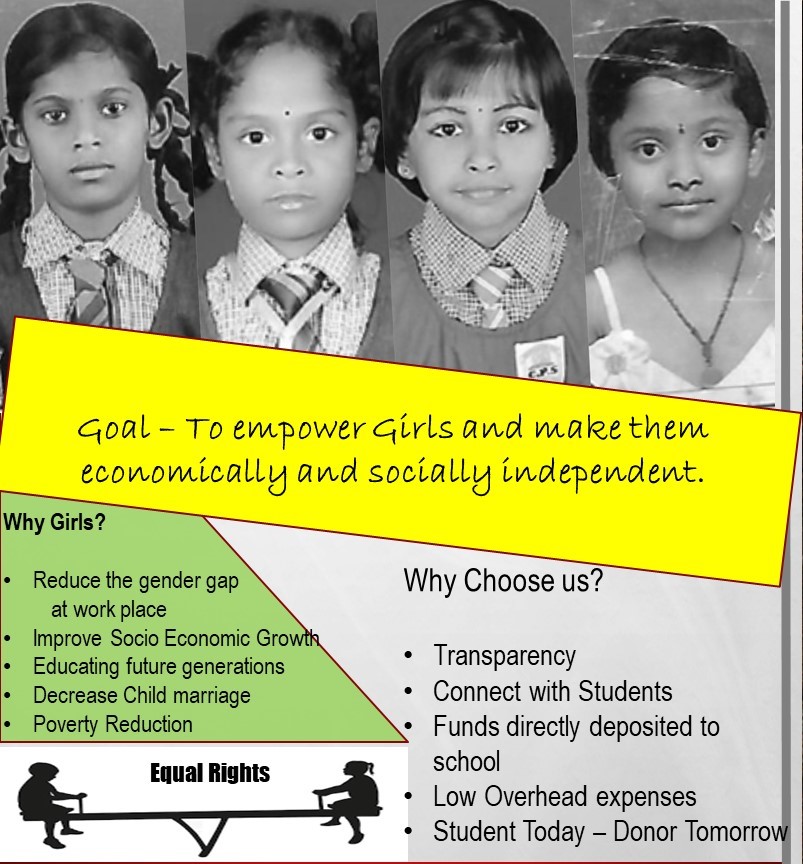 C.P.S
Goal – To empower Girls and make them
economically and socially independent.
Why Girls?
• Reduce the gender gap
at work place
• Improve Socio Economic Growth
• Educating future generations
• Decrease Child marriage
• Poverty Reduction
Equal Rights
Why Choose us?
• Transparency
• Connect with Students
• Funds directly deposited to
school
• Low Overhead expenses
• Student Today – Donor Tomorrow